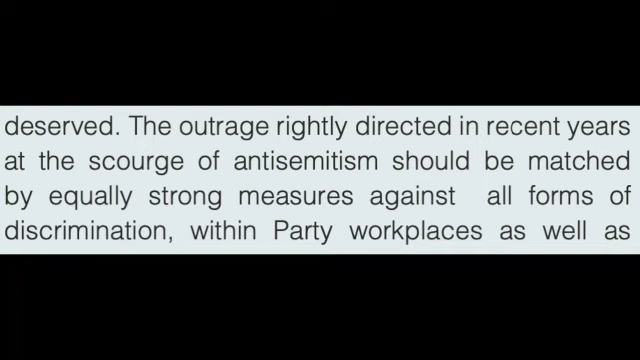 deserved. The outrage rightly directed in recent years
at the scourge of antisemitism should be matched
by equally strong measures against all forms of
discrimination, within Party workplaces as well as